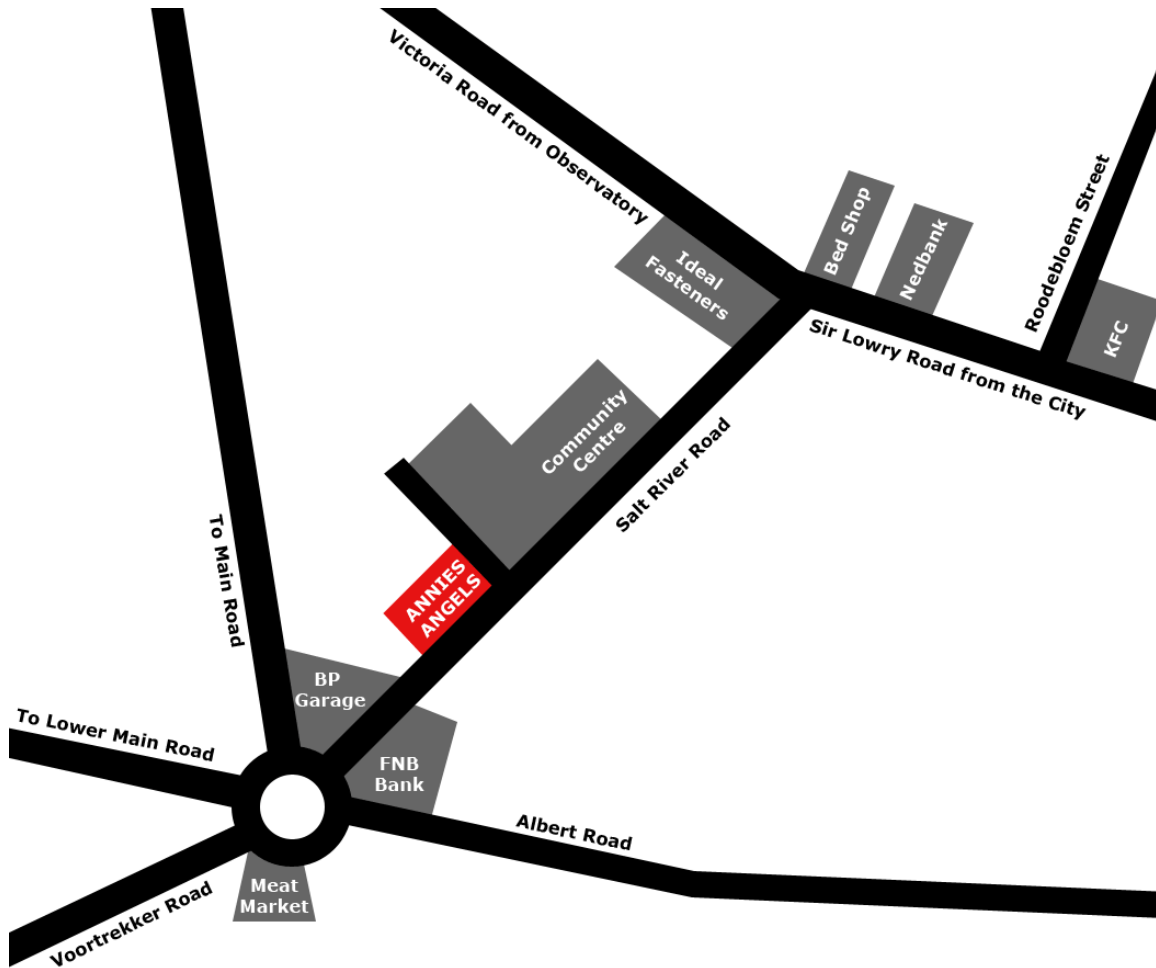 Victoria Road from Observatory
Bed Shop
Nedbank
Roodebloem Street
KFC
Ideal
Fasteners
Sir Lowry Road from the City
Community
Centre
Salt River Road
ANNIES
ANGELS
To Main Road
BP
Garage
To Lower Main Road
FNB
Bank
Albert Road
Meat
Market
Voortrekker Road